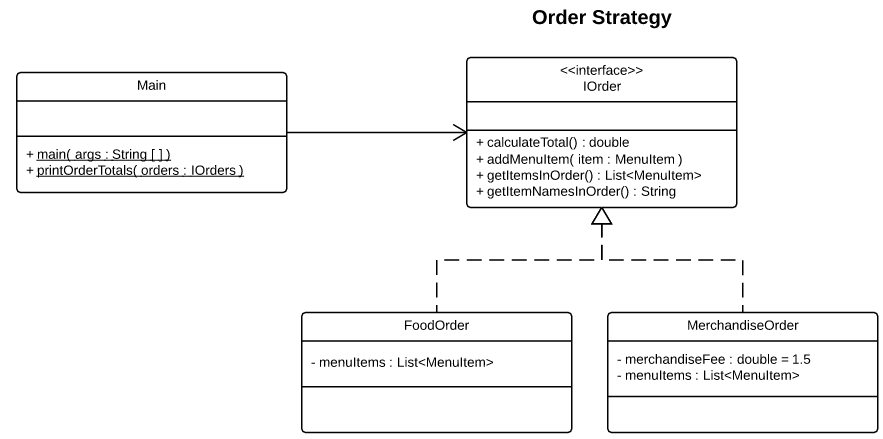 Order Strategy
Main
+ main( args : String [ ] )
+ printOrderTotals( orders : IOrders )
<<interface>>
IOrder
+ calculateTotal() : double
+ addMenuItem( item : MenuItem )
+ getItemsInOrder() : List<MenuItem>
+ getItemNamesInOrder() : String
FoodOrder
- menuItems : List<MenuItem>
MerchandiseOrder
- merchandiseFee : double = 1.5
- menuItems : List<MenuItem>